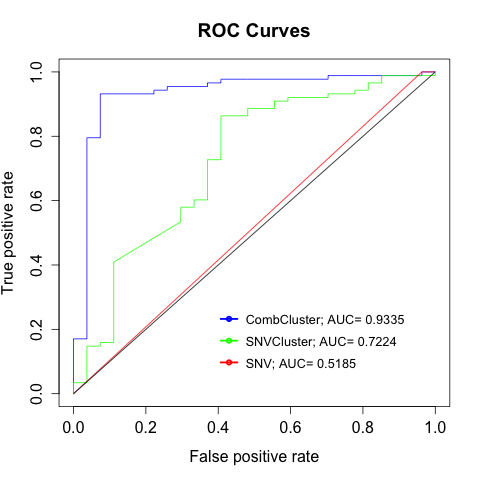 ROC Curves
True positive rate
1.0
0.8
0.6
0.4
0.2
0.0
CombCluster; AUC= 0.9335
SNVCluster; AUC= 0.7224
SNV; AUC= 0.5185
0.0 0.2 0.4 0.6 0.8 1.0
False positive rate